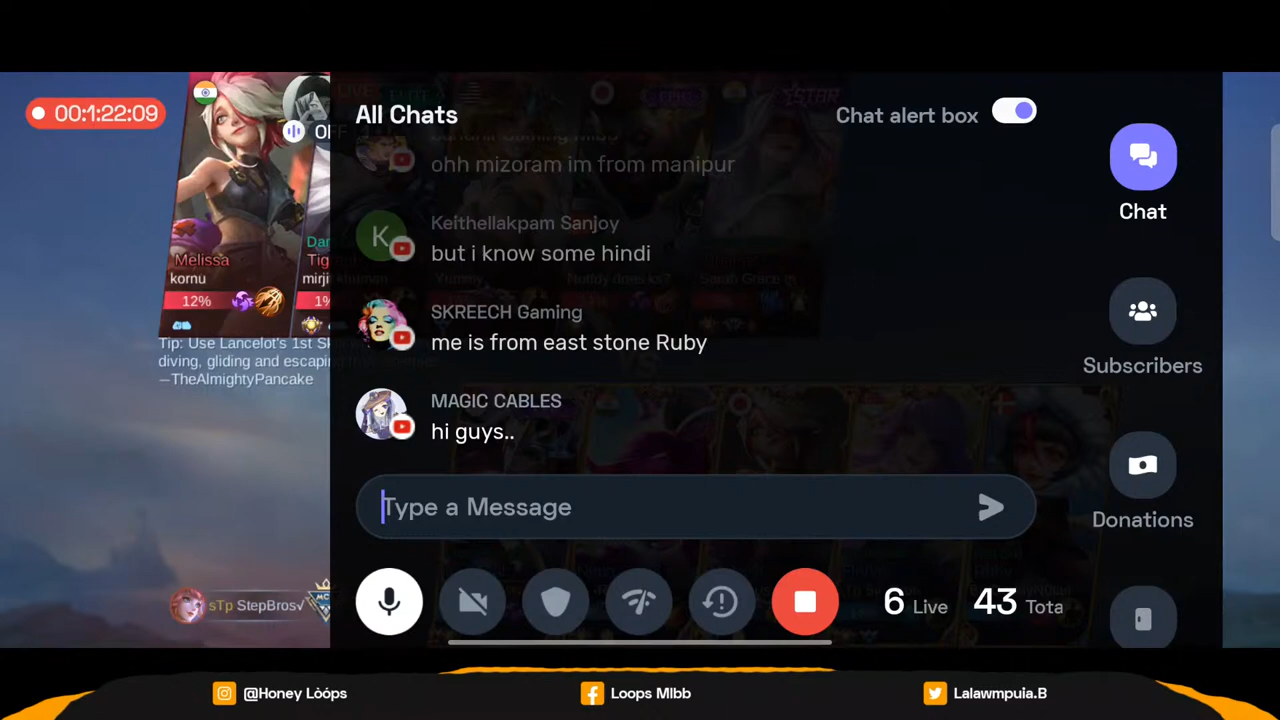 00:1:22:09
OFF
All Chats
Chat alert box
ohh mizoram im from manipur
Keithellakpam Sanjoy
but i know some hindi
SKREECH Gaming
me is from east stone Ruby
MAGIC CABLES
hi guys..
Type a Message
Chat
Subscribers
Donations
6 Live
43 Tota
Melissa
kornu
12%
mirji
1%
Tip: Use Lancelot's 1st
diving, gliding and escapi
—TheAlmightyPancake
sTp StepBros√
@Honey Lòóps
Loops Mlbb
Lalawmpuia.B